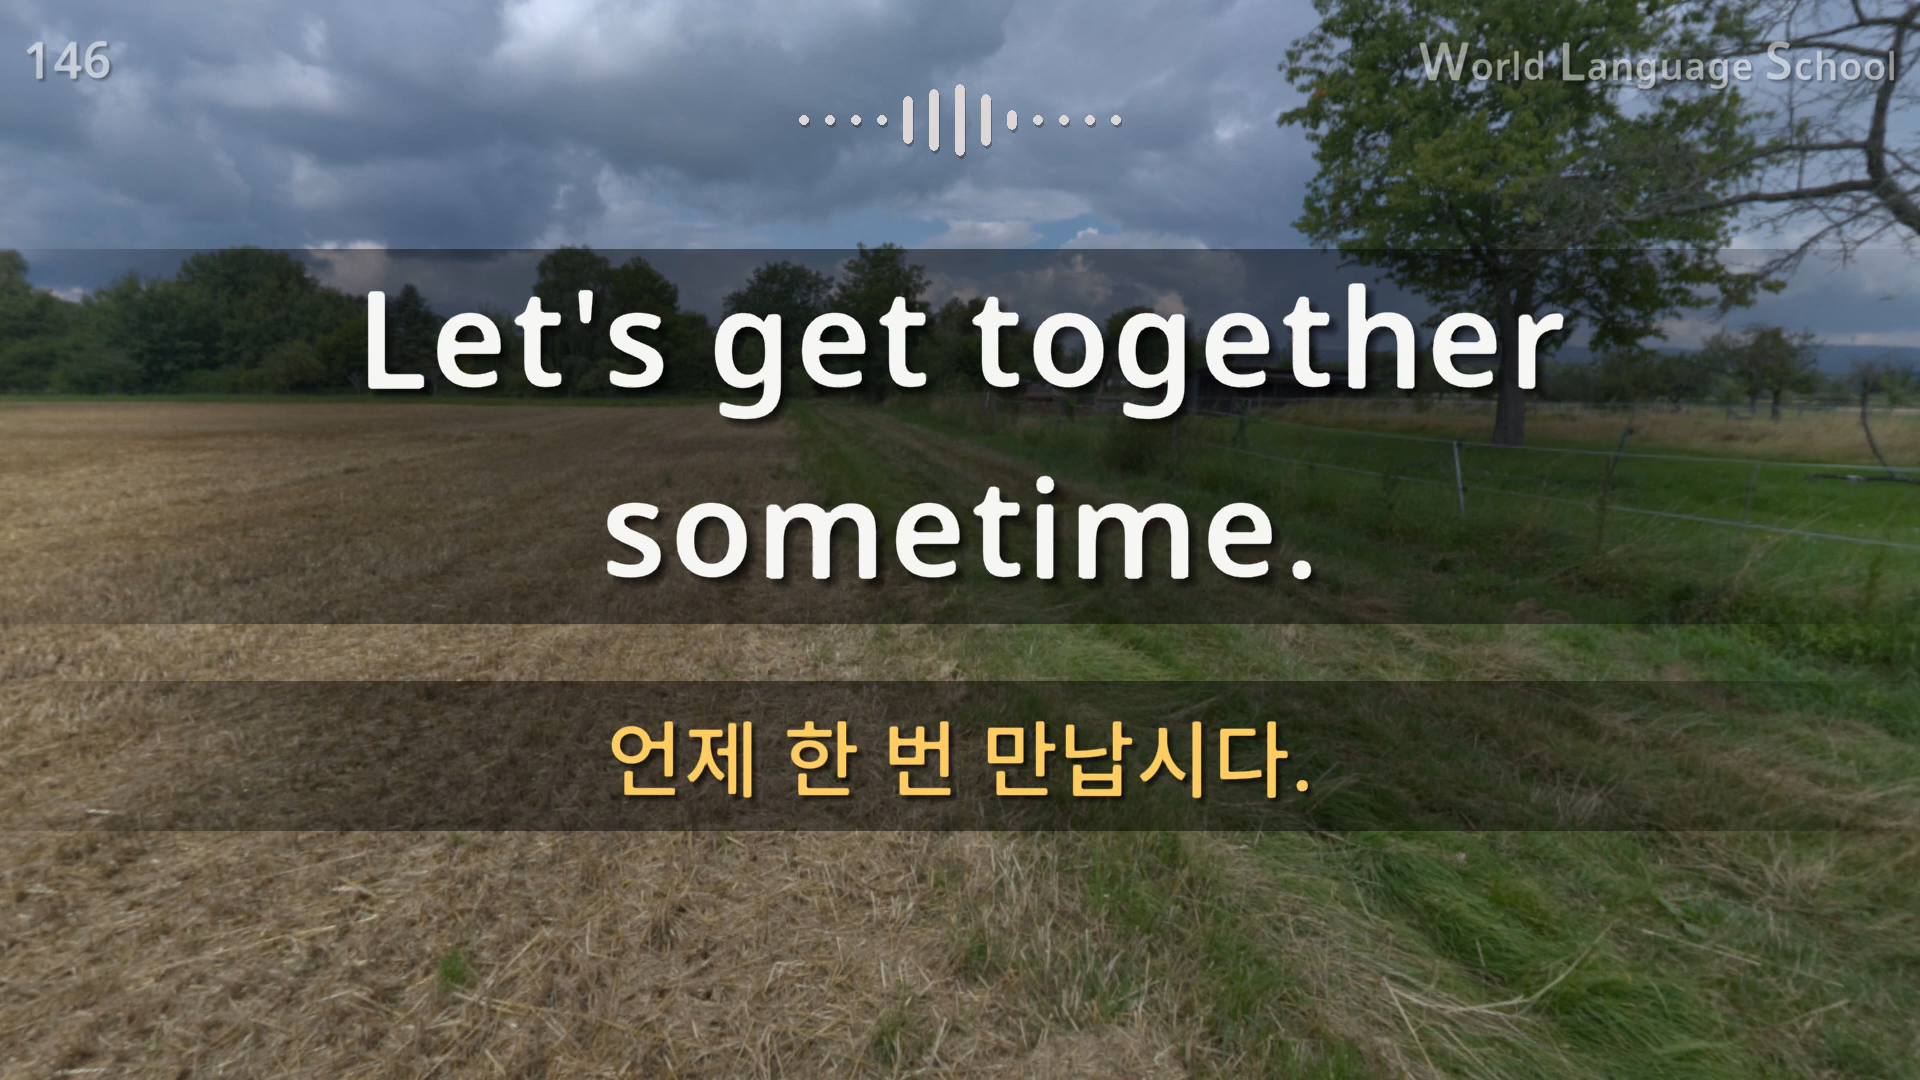 146
World Language School
Let's get together
sometime.
언제 한 번 만납시다.